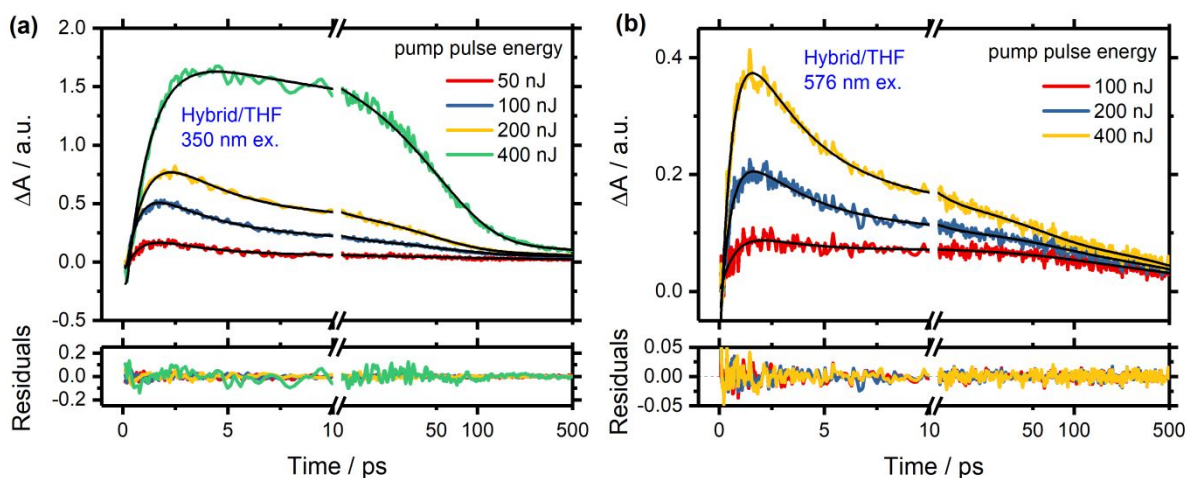 (a)
2.0
1.5
1.0
0.5
0.0
-0.5
ΔA / a.u.
pump pulse energy
50 nJ
100 nJ
200 nJ
400 nJ
Hybrid/THF
350 nm ex.
Residuals
0.2
0.0
-0.2
0
5
10
50
100
500
Time / ps
(b)
0.4
0.2
0.0
ΔA / a.u.
Hybrid/THF
576 nm ex.
pump pulse energy
100 nJ
200 nJ
400 nJ
Residuals
0.05
0.00
-0.05
0
5
10
50
100
500
Time / ps